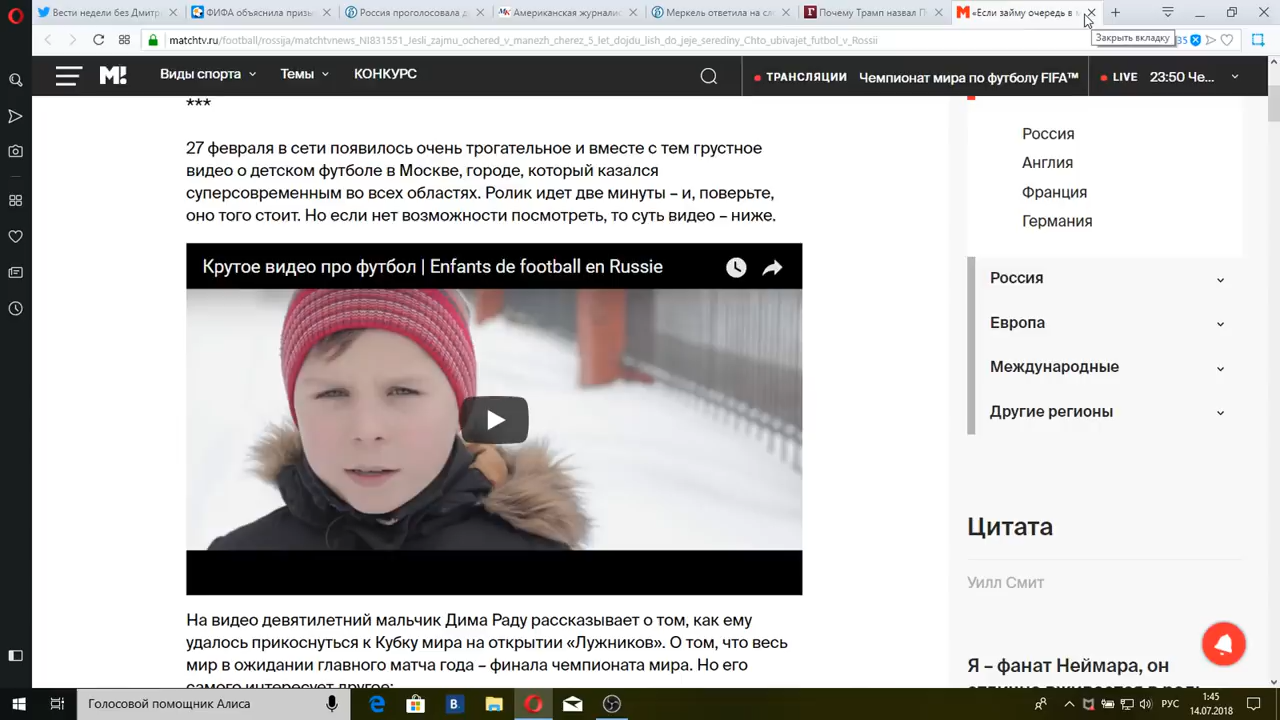 Вести недели без Дмитр
ФИФА объяснила призы
Россия проголосовала д
Американская журналис
Меркель ответила на сл
Почему Трамп назвал П
«Если займу очередь в
Закрыть вкладку
matchtv.ru/football/rossija/matchtvnews_NI831551_Jesli_zajmu_ochered_v_manezh_cherez_5_let_dojdu_lish_do_jeje_serediny_Chto_ubivajet_futbol_v_Rossii
35
М!
Виды спорта
Темы
КОНКУРС
ТРАНСЛЯЦИИ
Чемпионат мира по футболу FIFA™
LIVE
23:50 Че...
***
27 февраля в сети появилось очень трогательное и вместе с тем грустное
видео о детском футболе в Москве, городе, который казался
суперсовременным во всех областях. Ролик идет две минуты – и, поверьте,
оно того стоит. Но если нет возможности посмотреть, то суть видео – ниже.
Крутое видео про футбол | Enfants de football en Russie
На видео девятилетний мальчик Дима Раду рассказывает о том, как ему
удалось прикоснуться к Кубку мира на открытии «Лужников». О том, что весь
мир в ожидании главного матча года – финала чемпионата мира. Но его
самого интересует другое:
Россия
Англия
Франция
Германия
Россия
Европа
Международные
Другие регионы
Цитата
Уилл Смит
Я – фанат Неймара, он
Голосовой помощник Алиса
РУС
1:45
14.07.2018